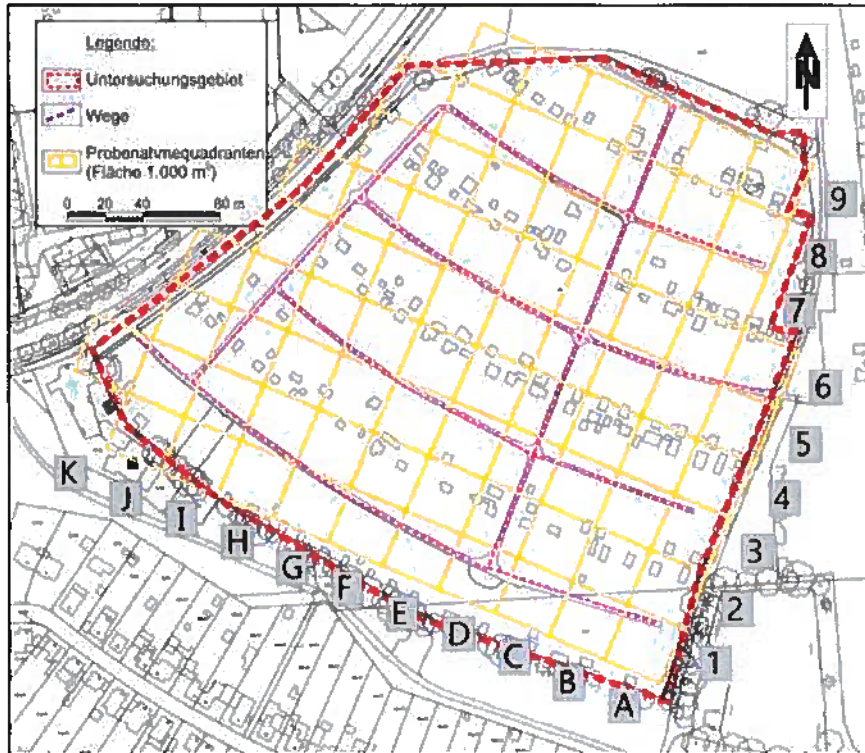 Legende:
Untersuchungsgebiet
Wege
Probenahmequadranten
(Fläche 1.000 m²)
0 20 40 80 m
N
9
8
7
6
5
4
3
2
1
K
J
I
H
G
F
E
D
C
B
A